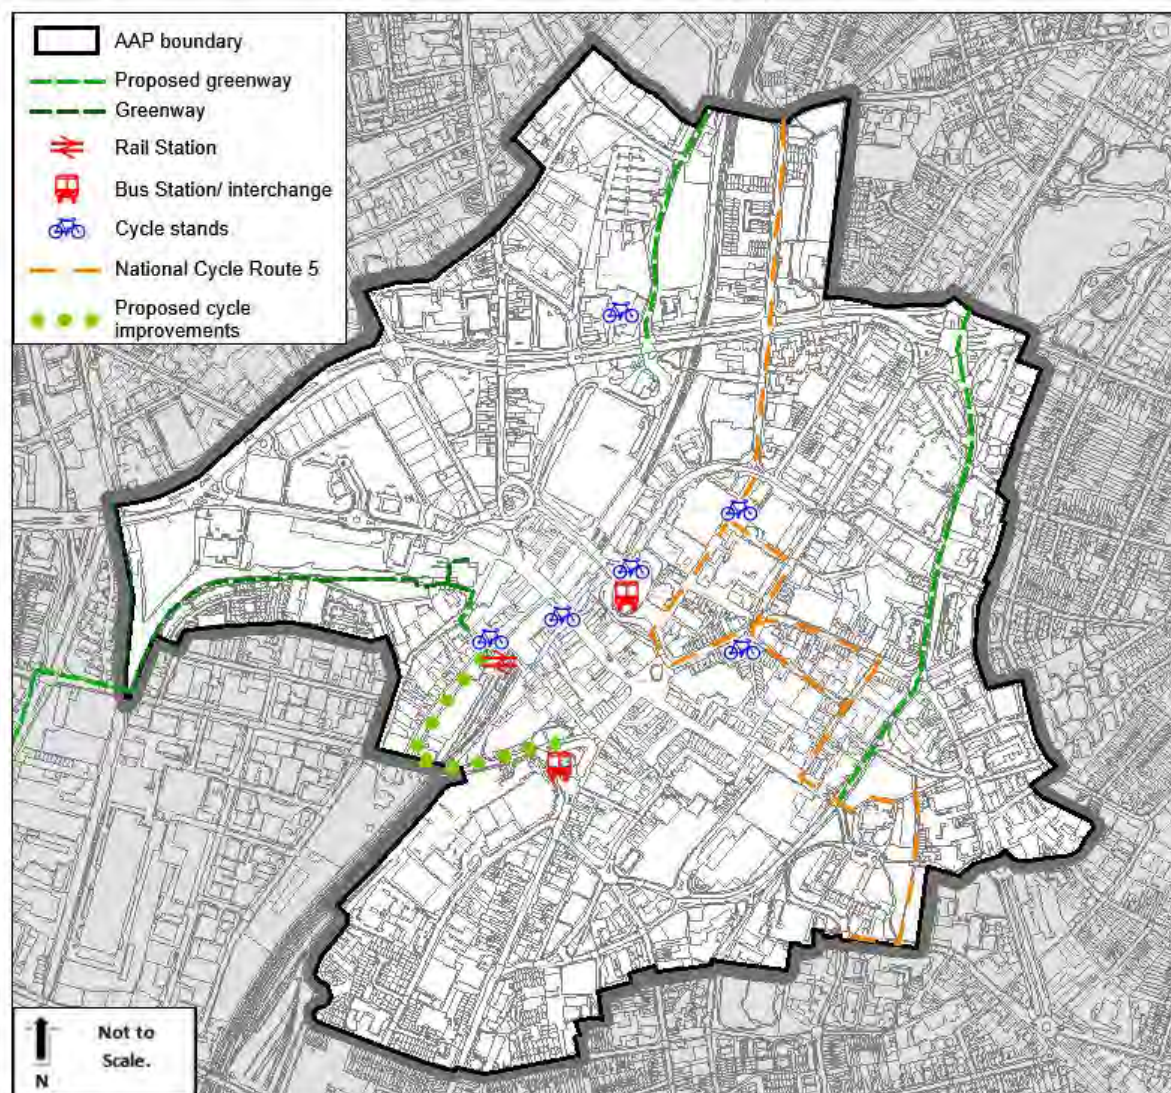 AAP boundary
Proposed greenway
Greenway
Rail Station
Bus Station/ interchange
Cycle stands
National Cycle Route 5
Proposed cycle
improvements
Not to
Scale.
N